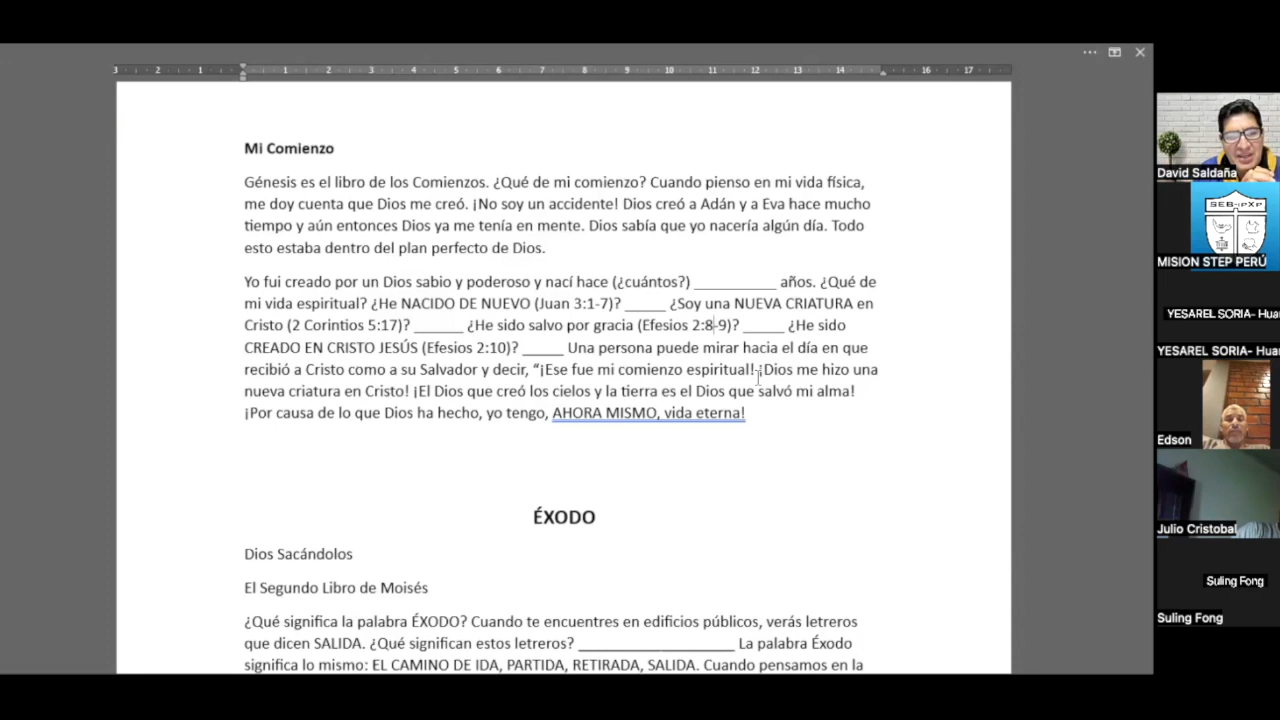 3 2 1 1 2 3 4 5 6 7 8 9 10 11 12 13 14 16 17
Mi Comienzo
Génesis es el libro de los Comienzos. ¿Qué de mi comienzo? Cuando pienso en mi vida física,
me doy cuenta que Dios me creó. ¡No soy un accidente! Dios creó a Adán y a Eva hace mucho
tiempo y aún entonces Dios ya me tenía en mente. Dios sabía que yo nacería algún día. Todo
esto estaba dentro del plan perfecto de Dios.
Yo fui creado por un Dios sabio y poderoso y nací hace (¿cuántos?) __________ años. ¿Qué de
mi vida espiritual? ¿He NACIDO DE NUEVO (Juan 3:1-7)? _____ ¿Soy una NUEVA CRIATURA en
Cristo (2 Corintios 5:17)? ______ ¿He sido salvo por gracia (Efesios 2:8-9)? _____ ¿He sido
CREADO EN CRISTO JESÚS (Efesios 2:10)? _____ Una persona puede mirar hacia el día en que
recibió a Cristo como a su Salvador y decir, “¡Ese fue mi comienzo espiritual! ¡Dios me hizo una
nueva criatura en Cristo! ¡El Dios que creó los cielos y la tierra es el Dios que salvó mi alma!
¡Por causa de lo que Dios ha hecho, yo tengo, AHORA MISMO, vida eterna!
ÉXODO
Dios Sacándolos
El Segundo Libro de Moisés
¿Qué significa la palabra ÉXODO? Cuando te encuentres en edificios públicos, verás letreros
que dicen SALIDA. ¿Qué significan estos letreros? ___________________ La palabra Éxodo
significa lo mismo: EL CAMINO DE IDA, PARTIDA, RETIRADA, SALIDA. Cuando pensamos en la
David Saldaña
SEB-IPXP
MISION STEP PERÚ
YESAREL SORIA- Hua
YESAREL SORIA- Huar
Edson
Julio Cristobal
Suling Fong
Suling Fong